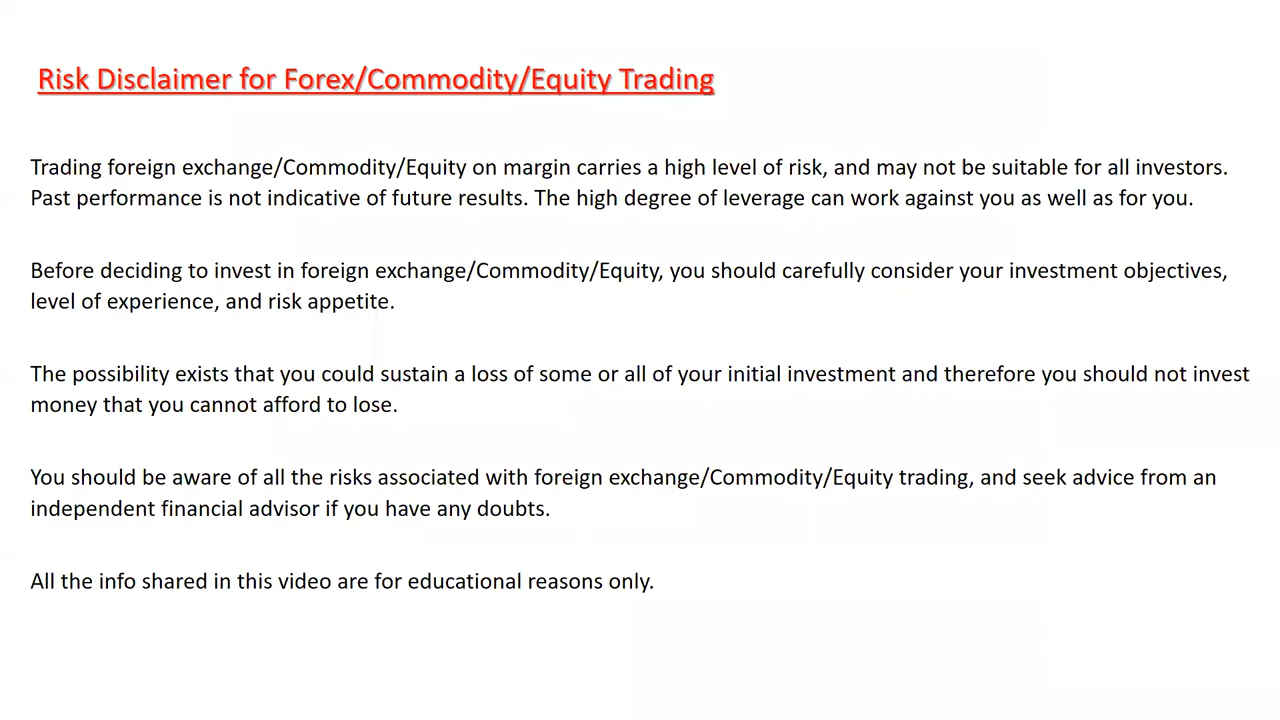 Risk Disclaimer for Forex/Commodity/Equity Trading
Trading foreign exchange/Commodity/Equity on margin carries a high level of risk, and may not be suitable for all investors.
Past performance is not indicative of future results. The high degree of leverage can work against you as well as for you.
Before deciding to invest in foreign exchange/Commodity/Equity, you should carefully consider your investment objectives,
level of experience, and risk appetite.
The possibility exists that you could sustain a loss of some or all of your initial investment and therefore you should not invest
money that you cannot afford to lose.
You should be aware of all the risks associated with foreign exchange/Commodity/Equity trading, and seek advice from an
independent financial advisor if you have any doubts.
All the info shared in this video are for educational reasons only.